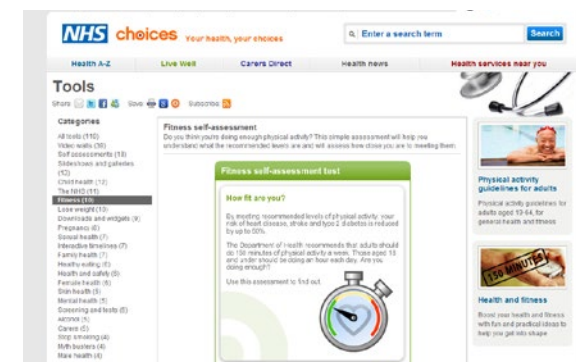 NHS choices Your health, your choices
Enter a search term Search
Health A-Z Live Well Carers Direct Health news Health services near you
Tools
Share Save Subscribe
Categories
All tools (110)
Video walls (38)
Self assessments (18)
Slideshows and galleries
(12)
Child health (12)
The NHS (11)
Fitness (10)
Lose weight (10)
Downloads and widgets (9)
Pregnancy (8)
Sexual health (7)
Interactive timelines (7)
Family health (7)
Healthy eating (6)
Health and safety (6)
Female health (6)
Skin health (5)
Mental health (5)
Screening and tests (5)
Alcohol (5)
Carers (5)
Stop smoking (4)
Myth busters (4)
Male health (4)
Fitness self-assessment
Do you think you're doing enough physical activity? This simple assessment will help you
understand what the recommended levels are and will assess how close you are to meeting them.
Fitness self-assessment test
How fit are you?
By meeting recommended levels of physical activity, your
risk of heart disease, stroke and type 2 diabetes is reduced
by up to 50%.
The Department of Health recommends that adults should
do 150 minutes of physical activity a week. Those aged 18
and under should be doing an hour each day. Are you
doing enough?
Use this assessment to find out.
Physical activity
guidelines for adults
Physical activity guidelines for
adults aged 19-64, for
general health and fitness
150 MINUTES
Health and fitness
Boost your health and fitness
with fun and practical ideas to
help you get into shape